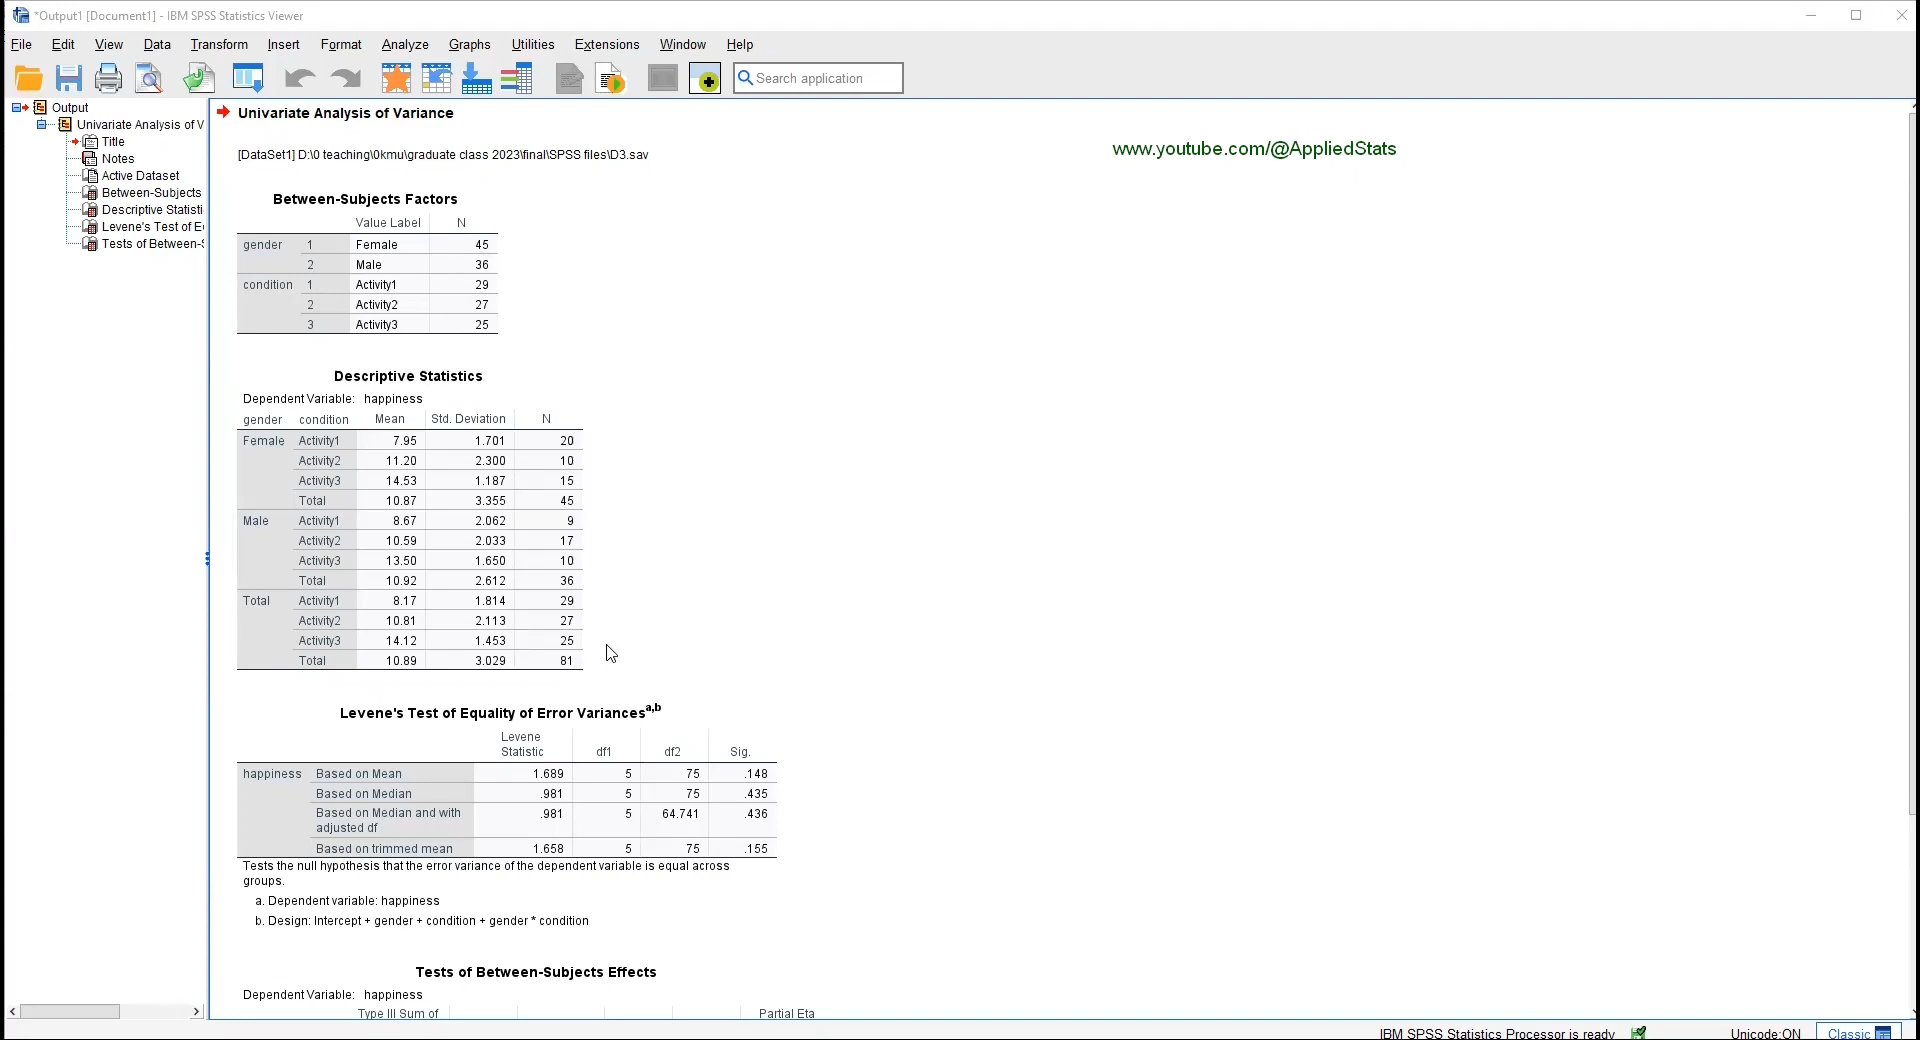 *Output1 [Document1] - IBM SPSS Statistics Viewer
File Edit View Data Transform Insert Format Analyze Graphs Utilities Extensions Window Help
Search application
Output
Univariate Analysis of V
Title
Notes
Active Dataset
Between-Subjects
Descriptive Statisti
Levene's Test of E
Tests of Between-S
Univariate Analysis of Variance
www.youtube.com/@AppliedStats
[DataSet1] D:\0 teaching\0kmu\graduate class 2023\final\SPSS files\D3.sav
Between-Subjects Factors
Value Label N
gender 1 Female 45
2 Male 36
condition 1 Activity1 29
2 Activity2 27
3 Activity3 25
Descriptive Statistics
Dependent Variable: happiness
gender condition Mean Std. Deviation N
Female Activity1 7.95 1.701 20
Activity2 11.20 2.300 10
Activity3 14.53 1.187 15
Total 10.87 3.355 45
Male Activity1 8.67 2.062 9
Activity2 10.59 2.033 17
Activity3 13.50 1.650 10
Total 10.92 2.612 36
Total Activity1 8.17 1.814 29
Activity2 10.81 2.113 27
Activity3 14.12 1.453 25
Total 10.89 3.029 81
Levene's Test of Equality of Error Variancesa,b
Levene
Statistic df1 df2 Sig.
happiness Based on Mean 1.689 5 75 .148
Based on Median .981 5 75 .435
Based on Median and with .981 5 64.741 .436
adjusted df
Based on trimmed mean 1.658 5 75 .155
Tests the null hypothesis that the error variance of the dependent variable is equal across
groups.
a. Dependent variable: happiness
b. Design: Intercept + gender + condition + gender * condition
Tests of Between-Subjects Effects
Dependent Variable: happiness
Type III Sum of Partial Eta
IBM SPSS Statistics Processor is ready Unicode:ON Classic